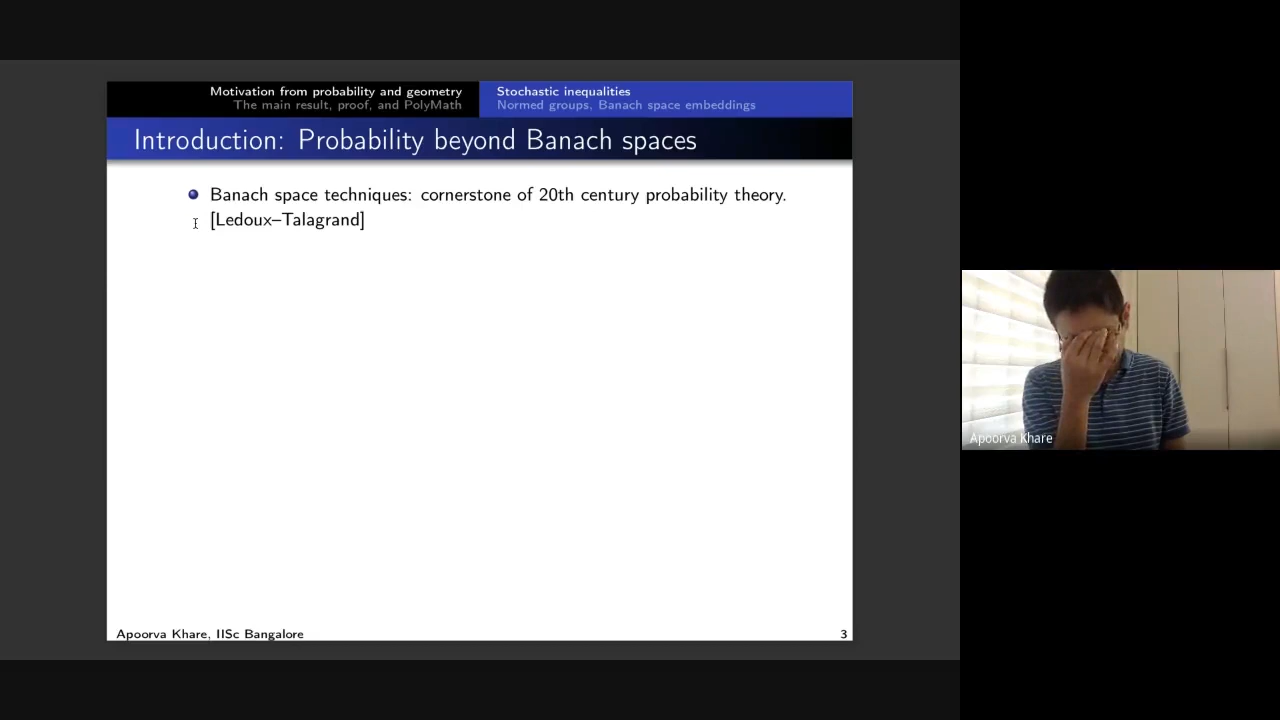 Motivation from probability and geometry
The main result, proof, and PolyMath
Stochastic inequalities
Normed groups, Banach space embeddings
Introduction: Probability beyond Banach spaces
Banach space techniques: cornerstone of 20th century probability theory.
[Ledoux–Talagrand]
Apoorva Khare, IISc Bangalore
3
Apoorva Khare